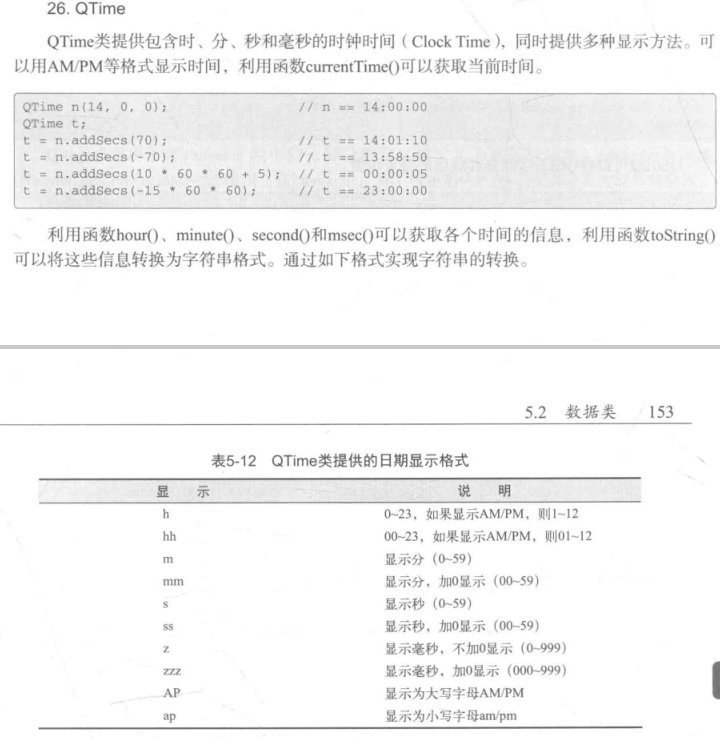 26. QTime
QTime类提供包含时、分、秒和毫秒的时钟时间（Clock Time），同时提供多种显示方法。可
以用AM/PM等格式显示时间，利用函数currentTime()可以获取当前时间。
QTime n(14, 0, 0);                // n == 14:00:00
QTime t;
t = n.addSecs(70);                // t == 14:01:10
t = n.addSecs(-70);               // t == 13:58:50
t = n.addSecs(10 * 60 * 60 + 5);  // t == 00:00:05
t = n.addSecs(-15 * 60 * 60);     // t == 23:00:00
利用函数hour()、minute()、second()和msec()可以获取各个时间的信息，利用函数toString()
可以将这些信息转换为字符串格式。通过如下格式实现字符串的转换。
5.2 数据类 / 153
表5-12 QTime类提供的日期显示格式
显 示 说 明
h 0~23，如果显示AM/PM，则1~12
hh 00~23，如果显示AM/PM，则01~12
m 显示分（0~59）
mm 显示分，加0显示（00~59）
s 显示秒（0~59）
ss 显示秒，加0显示（00~59）
z 显示毫秒，不加0显示（0~999）
zzz 显示毫秒，加0显示（000~999）
AP 显示为大写字母AM/PM
ap 显示为小写字母am/pm